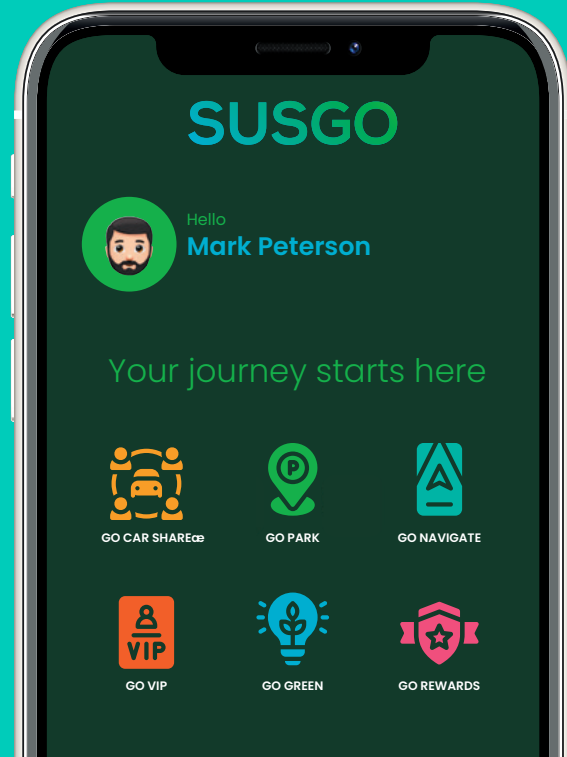 SUSGO
Hello
Mark Peterson
Your journey starts here
P
GO CAR SHAREœ
GO PARK
GO NAVIGATE
VIP
GO VIP
GO GREEN
GO REWARDS